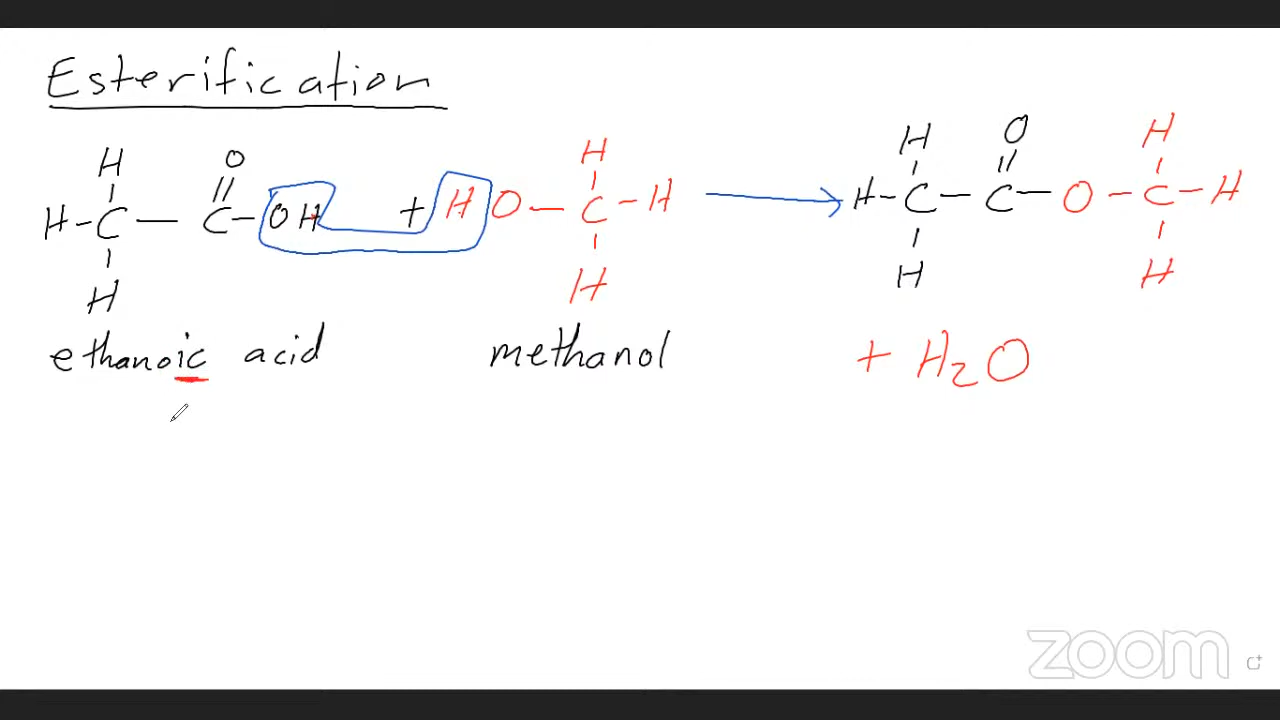 Esterification
H O H H O H
H - C - C - OH + HO - C - H → H - C - C - O - C - H
H H H H
ethanoic acid methanol + H2O
zoom